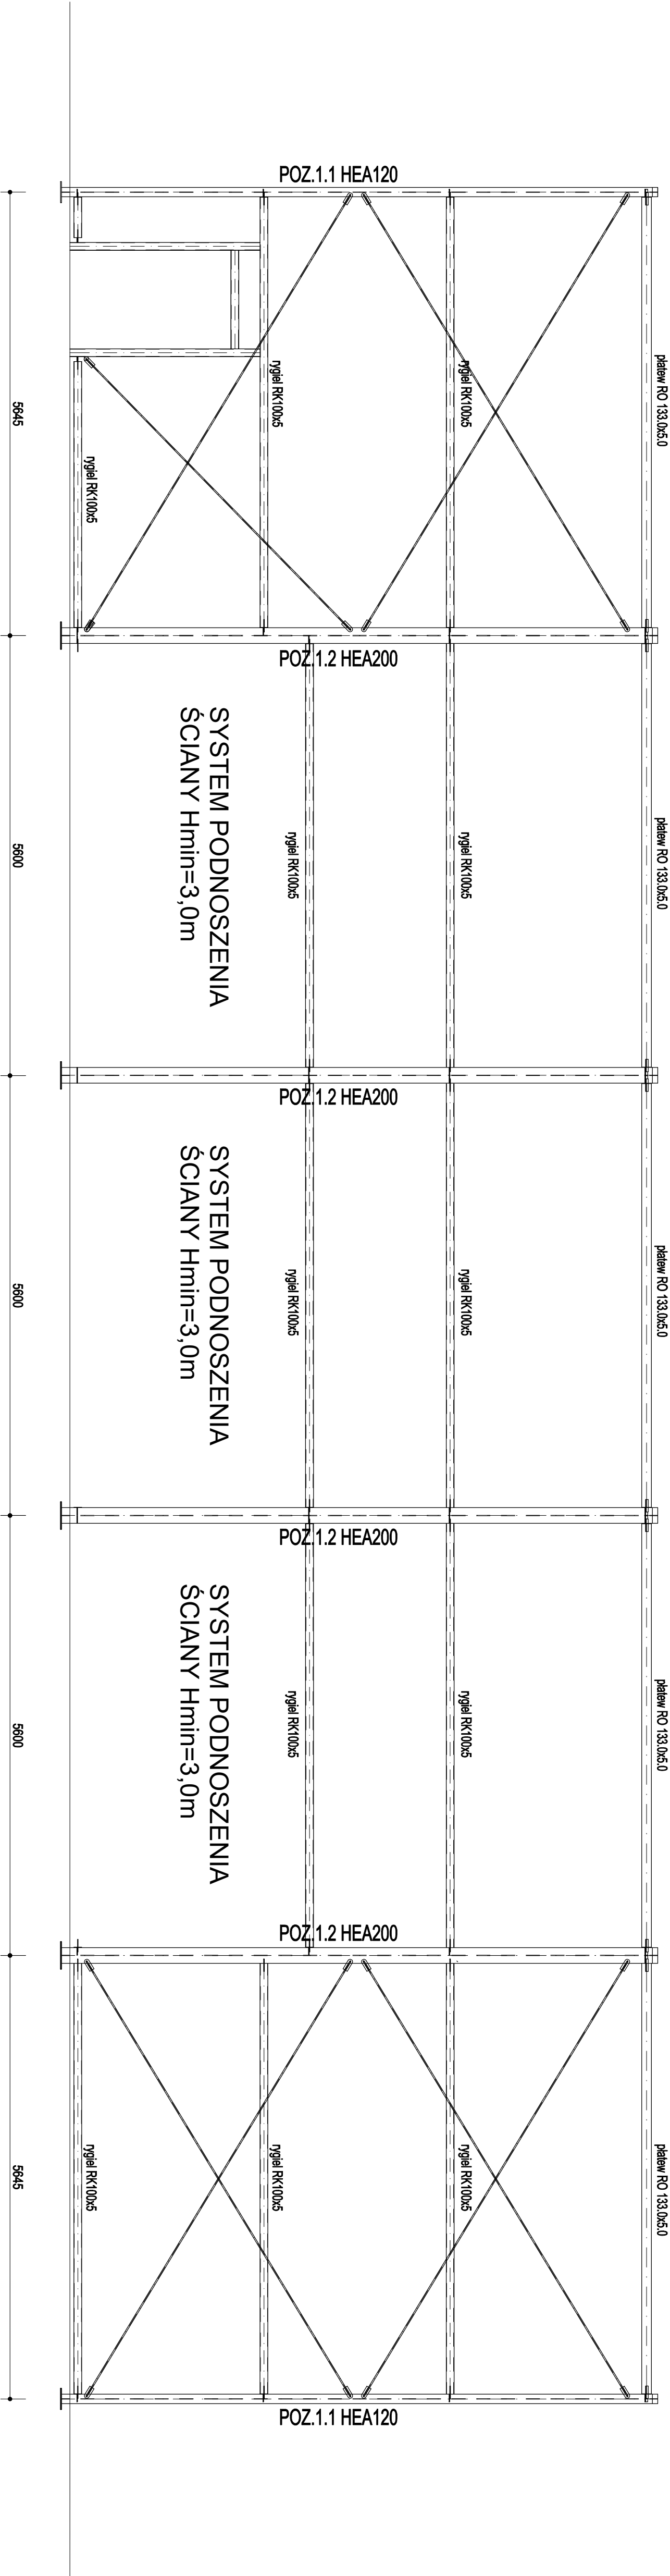 POZ.1.1 HEA120
płatew RO 133.0x5.0
rygiel RK100x5
rygiel RK100x5
rygiel RK100x5
5645
POZ.1.2 HEA200
płatew RO 133.0x5.0
rygiel RK100x5
rygiel RK100x5
SYSTEM PODNOSZENIA
ŚCIANY Hmin=3,0m
5600
POZ.1.2 HEA200
płatew RO 133.0x5.0
rygiel RK100x5
rygiel RK100x5
SYSTEM PODNOSZENIA
ŚCIANY Hmin=3,0m
5600
POZ.1.2 HEA200
płatew RO 133.0x5.0
rygiel RK100x5
rygiel RK100x5
SYSTEM PODNOSZENIA
ŚCIANY Hmin=3,0m
5600
POZ.1.2 HEA200
płatew RO 133.0x5.0
rygiel RK100x5
rygiel RK100x5
rygiel RK100x5
5645
POZ.1.1 HEA120